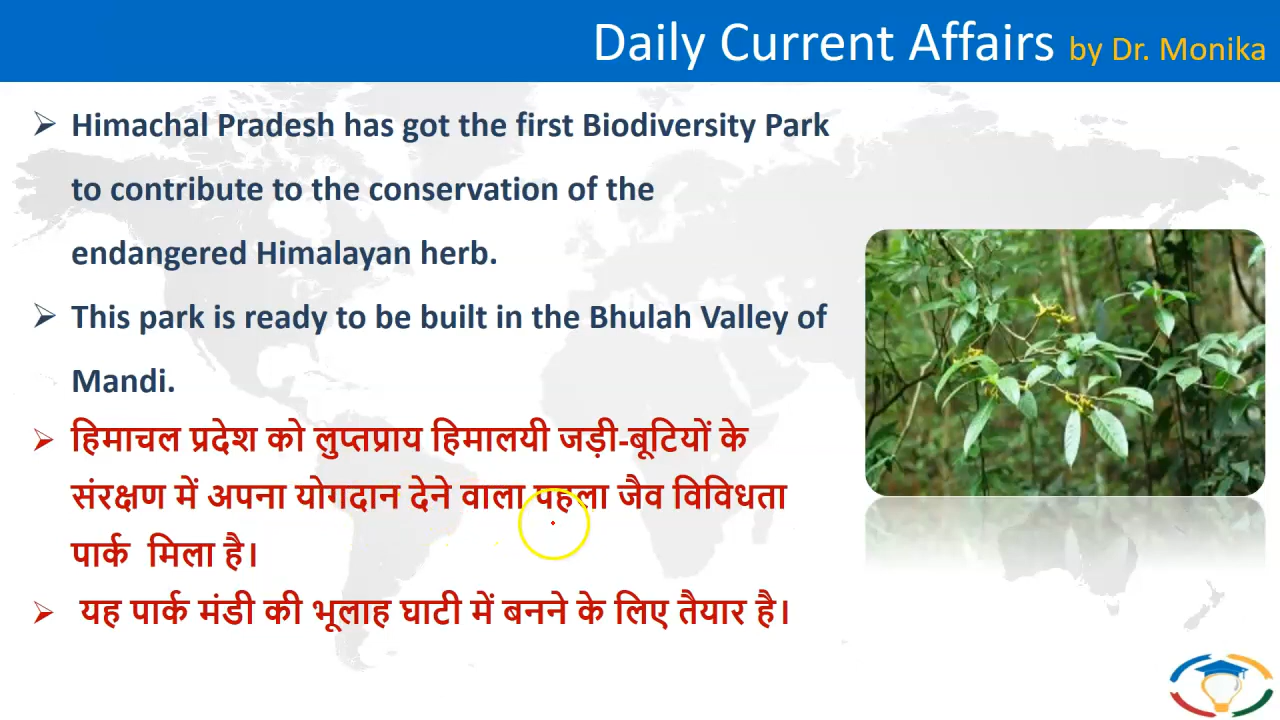 Daily Current Affairs by Dr. Monika
Himachal Pradesh has got the first Biodiversity Park
to contribute to the conservation of the
endangered Himalayan herb.
This park is ready to be built in the Bhulah Valley of
Mandi.
हिमाचल प्रदेश को लुप्तप्राय हिमालयी जड़ी-बूटियों के
संरक्षण में अपना योगदान देने वाला पहला जैव विविधता
पार्क मिला है।
यह पार्क मंडी की भूलाह घाटी में बनने के लिए तैयार है।